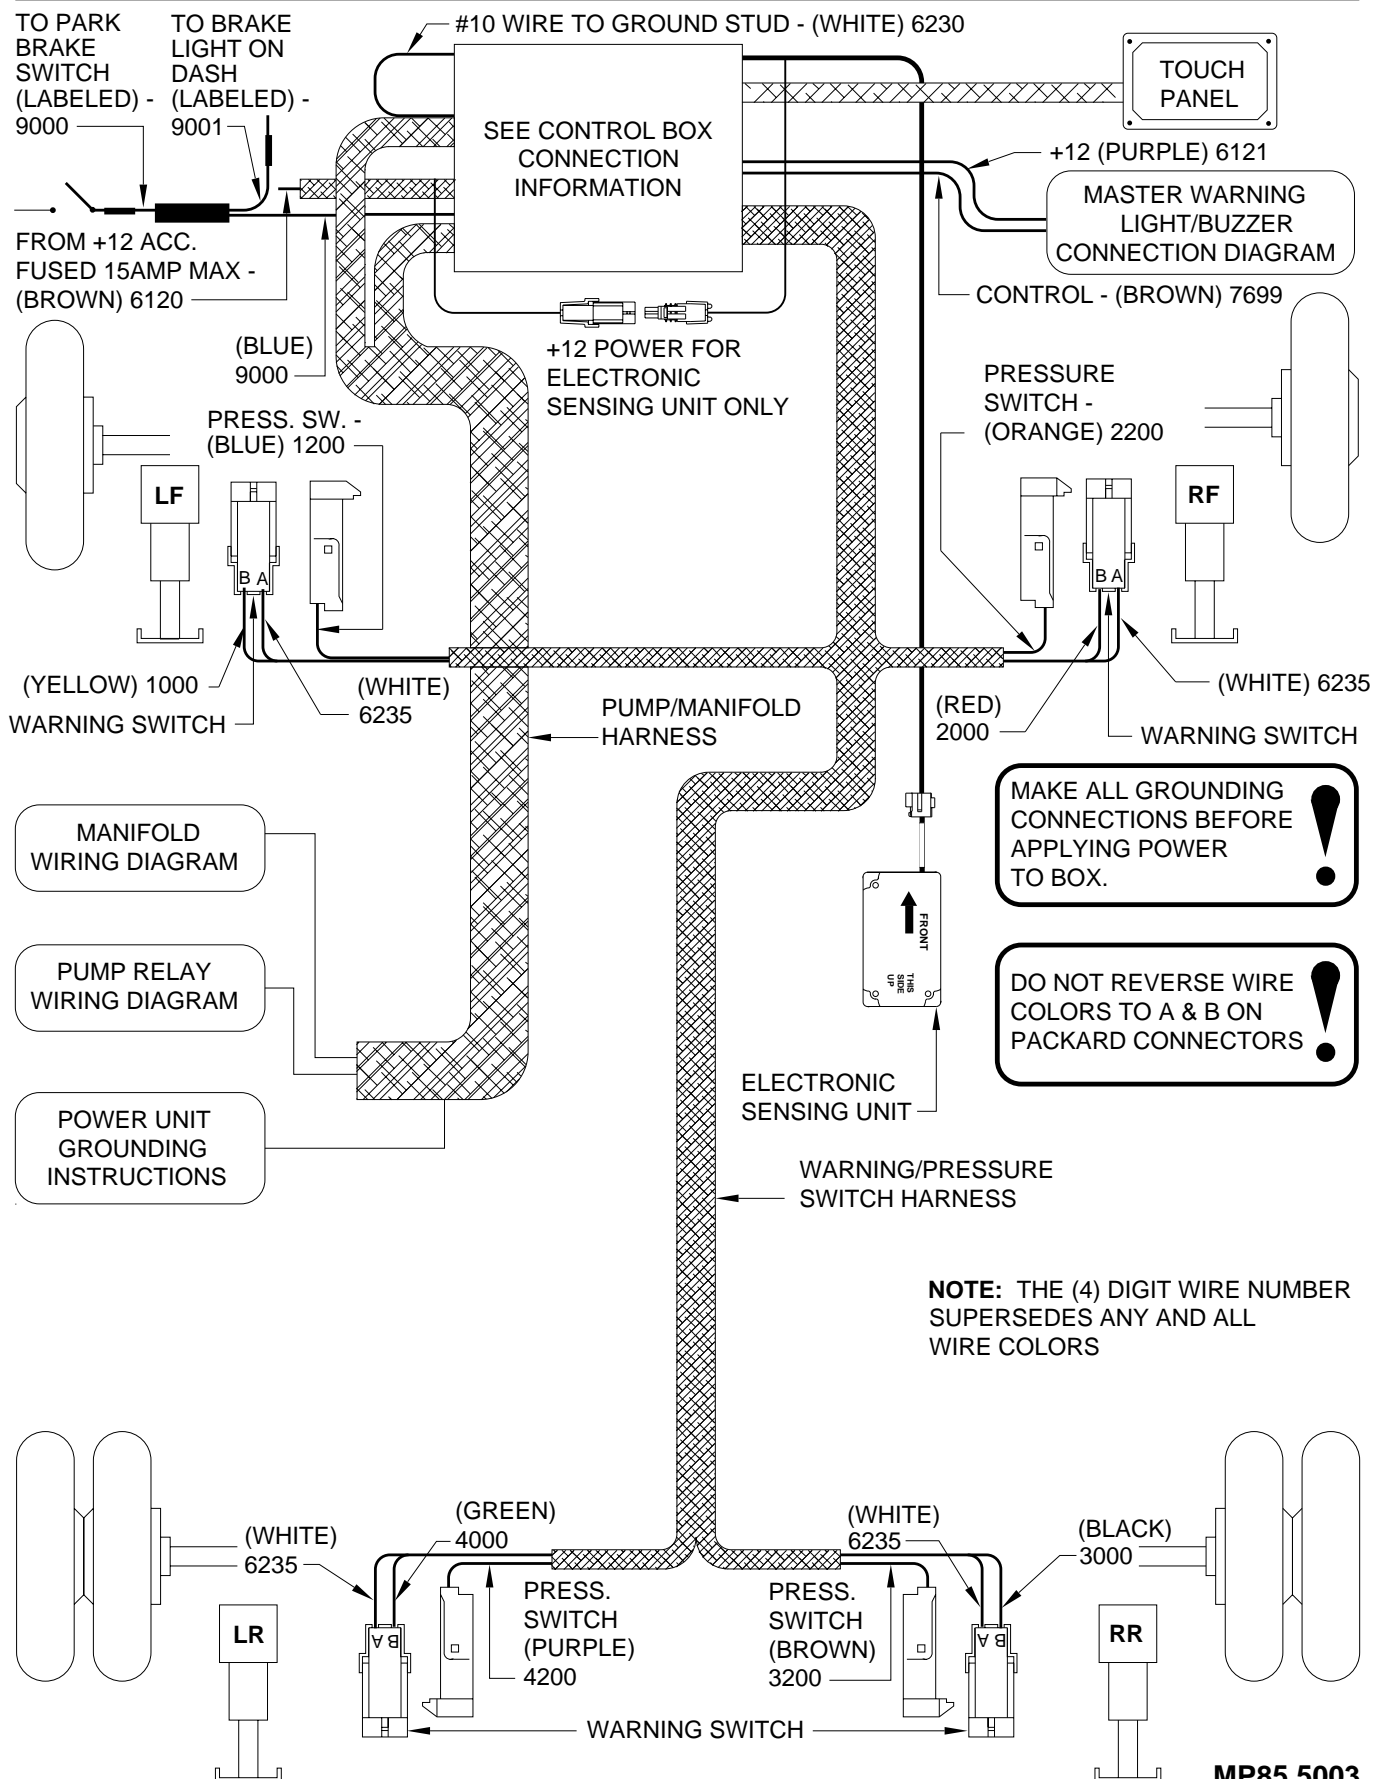 TO PARK
BRAKE
SWITCH
(LABELED) -
9000
TO BRAKE
LIGHT ON
DASH
(LABELED) -
9001
#10 WIRE TO GROUND STUD - (WHITE) 6230
SEE CONTROL BOX
CONNECTION
INFORMATION
TOUCH
PANEL
+12 (PURPLE) 6121
MASTER WARNING
LIGHT/BUZZER
CONNECTION DIAGRAM
CONTROL - (BROWN) 7699
FROM +12 ACC.
FUSED 15AMP MAX -
(BROWN) 6120
(BLUE)
9000
+12 POWER FOR
ELECTRONIC
SENSING UNIT ONLY
PRESS. SW. -
(BLUE) 1200
PRESSURE
SWITCH -
(ORANGE) 2200
LF
B A
RF
B A
(YELLOW) 1000
WARNING SWITCH
(WHITE)
6235
PUMP/MANIFOLD
HARNESS
(RED)
2000
(WHITE) 6235
WARNING SWITCH
MAKE ALL GROUNDING
CONNECTIONS BEFORE
APPLYING POWER
TO BOX.
!
MANIFOLD
WIRING DIAGRAM
FRONT
THIS
SIDE
UP
PUMP RELAY
WIRING DIAGRAM
DO NOT REVERSE WIRE
COLORS TO A & B ON
PACKARD CONNECTORS
!
ELECTRONIC
SENSING UNIT
POWER UNIT
GROUNDING
INSTRUCTIONS
WARNING/PRESSURE
SWITCH HARNESS
NOTE: THE (4) DIGIT WIRE NUMBER
SUPERSEDES ANY AND ALL
WIRE COLORS
(WHITE)
6235
(GREEN)
4000
(WHITE)
6235
(BLACK)
3000
PRESS.
SWITCH
(PURPLE)
4200
PRESS.
SWITCH
(BROWN)
3200
LR
A B
B A
RR
WARNING SWITCH
MP85.5003